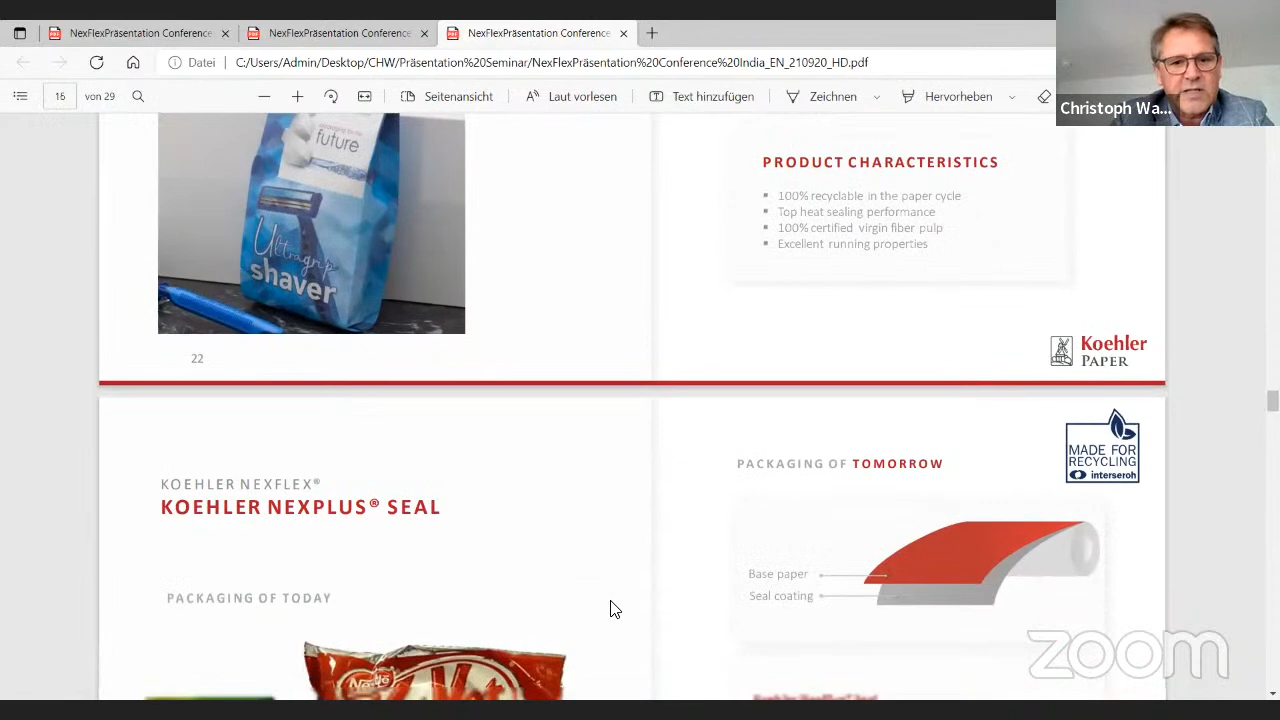 NexFlexPräsentation Conference
NexFlexPräsentation Conference
NexFlexPräsentation Conference
Datei
C:/Users/Admin/Desktop/CHW/Präsentation%20Seminar/NexFlexPräsentation%20Conference%20India_EN_210920_HD.pdf
16 von 29
Seitenansicht
Laut vorlesen
Text hinzufügen
Zeichnen
Hervorheben
Christoph Wa...
future
Ultragrip
shaver
PRODUCT CHARACTERISTICS
100% recyclable in the paper cycle
Top heat sealing performance
100% certified virgin fiber pulp
Excellent running properties
22
Koehler
PAPER
KOEHLER NEXFLEX®
KOEHLER NEXPLUS® SEAL
PACKAGING OF TODAY
Nestlé
PACKAGING OF TOMORROW
MADE FOR
RECYCLING
interseroh
Base paper
Seal coating
zoom